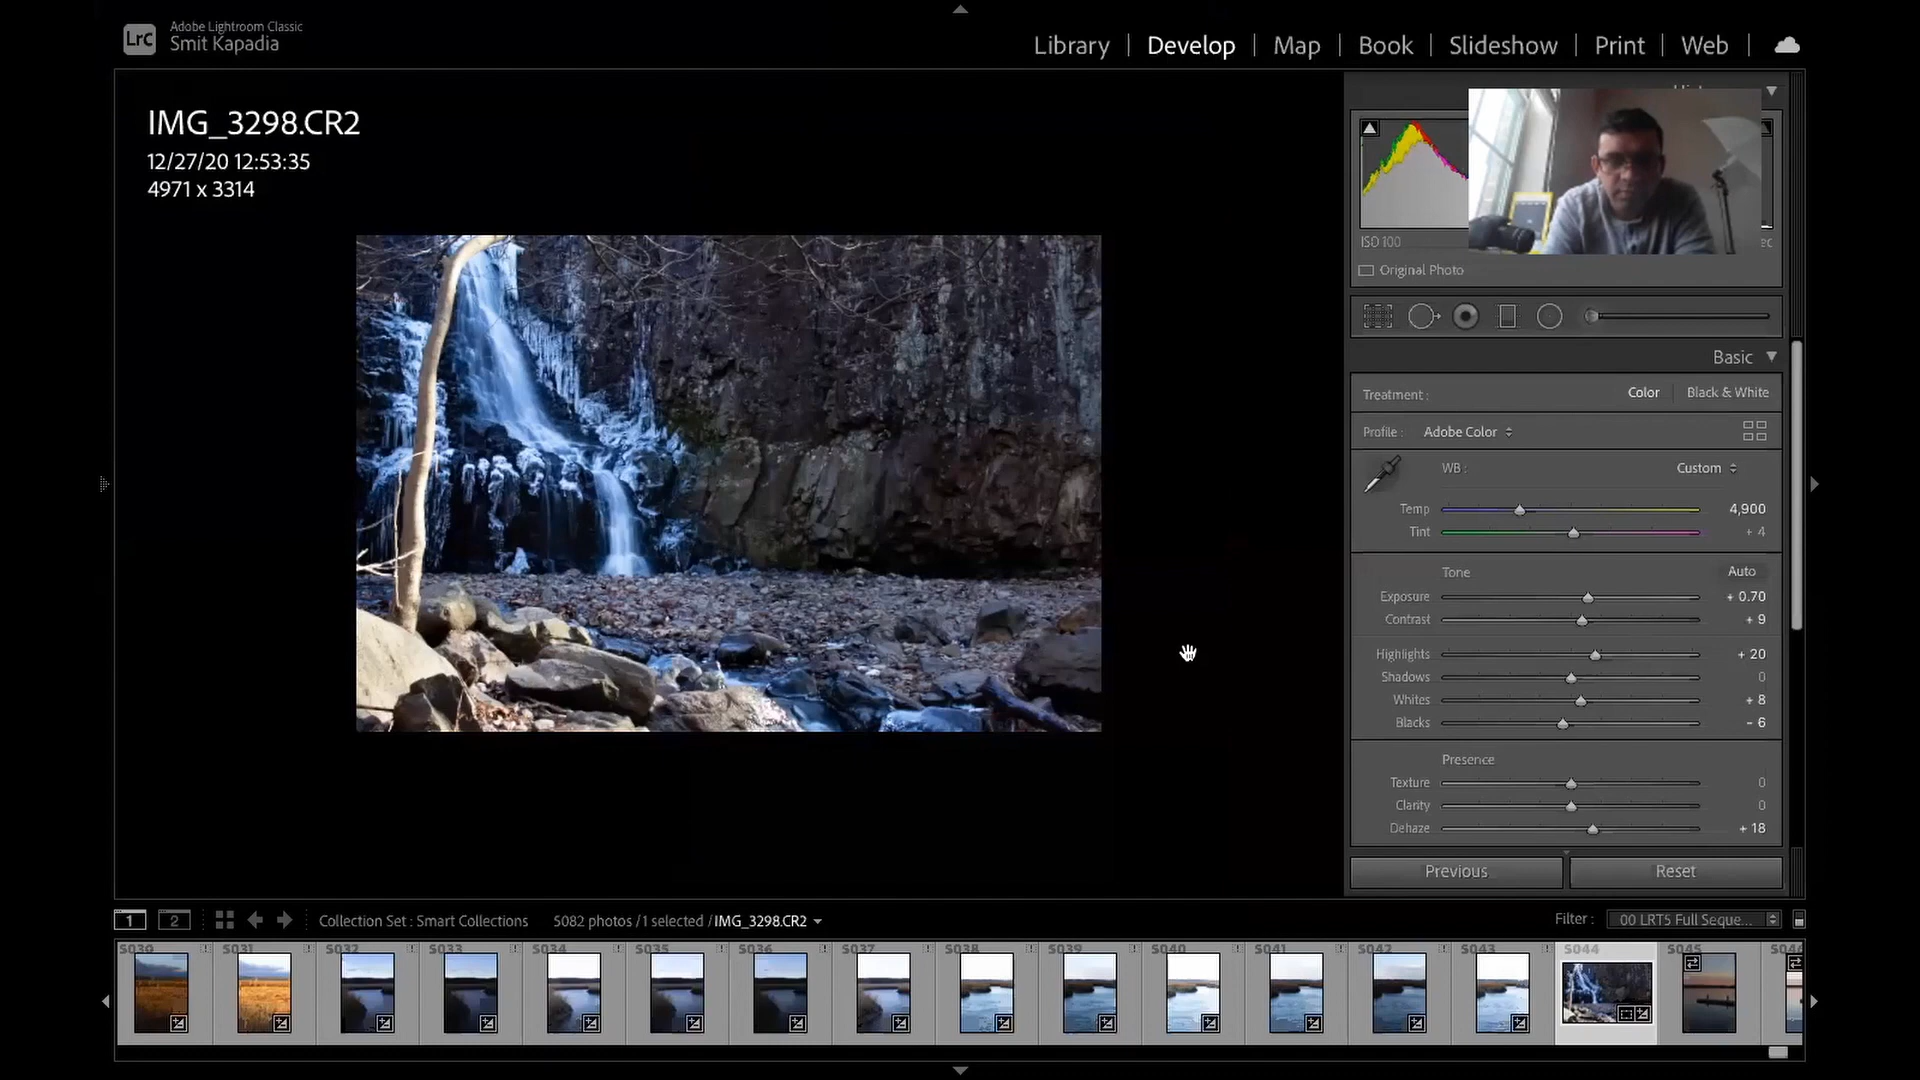 LrC
Adobe Lightroom Classic
Smit Kapadia
Library | Develop | Map | Book | Slideshow | Print | Web |
IMG_3298.CR2
12/27/20 12:53:35
4971 x 3314
ISO 100
Original Photo
Basic
Treatment : Color | Black & White
Profile : Adobe Color
WB : Custom
Temp 4,900
Tint + 4
Tone Auto
Exposure + 0.70
Contrast + 9
Highlights + 20
Shadows 0
Whites + 8
Blacks - 6
Presence
Texture 0
Clarity 0
Dehaze + 18
Previous Reset
1 2 Collection Set : Smart Collections 5082 photos / 1 selected / IMG_3298.CR2 Filter : 00 LRT5 Full Seque...
5030 5031 5032 5033 5034 5035 5036 5037 5038 5039 5040 5041 5042 5043 5044 5045